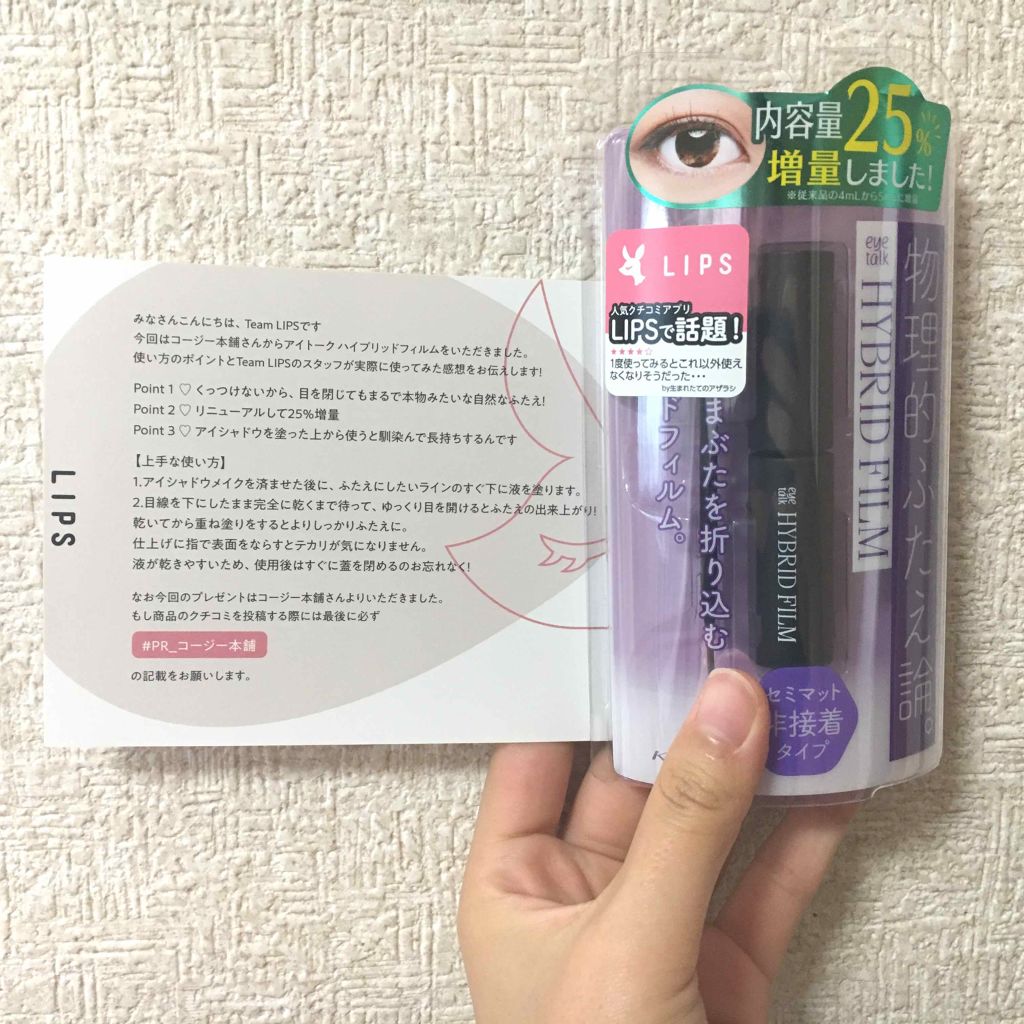 LIPS
みなさんこんにちは、Team LIPSです
今回はコージー本舗さんからアイトーク ハイブリッドフィルムをいただきました。
使い方のポイントとTeam LIPSのスタッフが実際に使ってみた感想をお伝えします!
Point 1 ♡ くっつけないから、目を閉じてもまるで本物みたいな自然なふたえ!
Point 2 ♡ リニューアルして25%増量
Point 3 ♡ アイシャドウを塗った上から使うと馴染んで長持ちするんです
【上手な使い方】
1.アイシャドウメイクを済ませた後に、ふたえにしたいラインのすぐ下に液を塗ります。
2.目線を下にしたまま完全に乾くまで待って、ゆっくり目を開けるとふたえの出来上がり!
乾いてから重ね塗りをするとよりしっかりふたえに。
仕上げに指で表面をならすとテカリが気になりません。
液が乾きやすいため、使用後はすぐに蓋を閉めるのお忘れなく!
なお今回のプレゼントはコージー本舗さんよりいただきました。
もし商品のクチコミを投稿する際には最後に必ず
#PR_コージー本舗
の記載をお願いします。
内容量25%
増量しました!
※従来品の4mLから
LIPS
人気クチコミアプリ
LIPSで話題!
★★★★☆
1度使ってみるとこれ以外使え
なくなりそうだった・・・
by生まれたてのアザラシ
物理的ふたえ論。
eye
talk
HYBRID FILM
まぶたを折り込む
ドフィルム。
eye
talk
HYBRID FILM
セミマット
非接着
タイプ